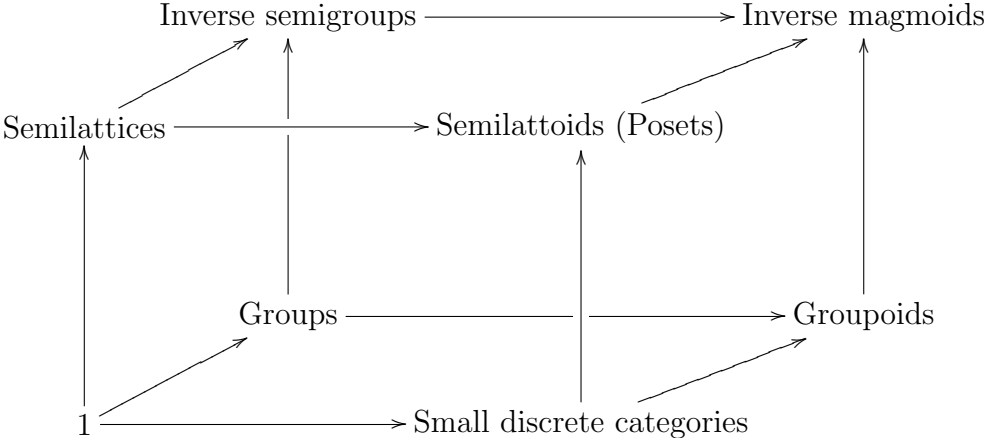 Inverse semigroups Inverse magmoids
Semilattices Semilattoids (Posets)
Groups Groupoids
1 Small discrete categories